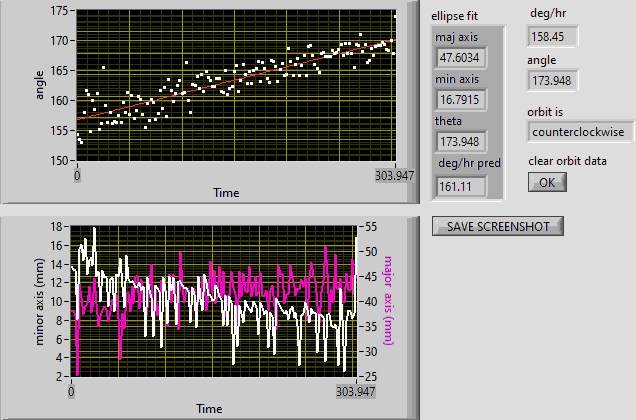 175
170
165
160
155
150
angle
0
303.947
Time
ellipse fit
maj axis
47.6034
min axis
16.7915
theta
173.948
deg/hr pred
161.11
deg/hr
158.45
angle
173.948
orbit is
counterclockwise
clear orbit data
OK
SAVE SCREENSHOT
18
16
14
12
10
8
6
4
2
minor axis (mm)
55
50
45
40
35
30
25
major axis (mm)
0
303.947
Time